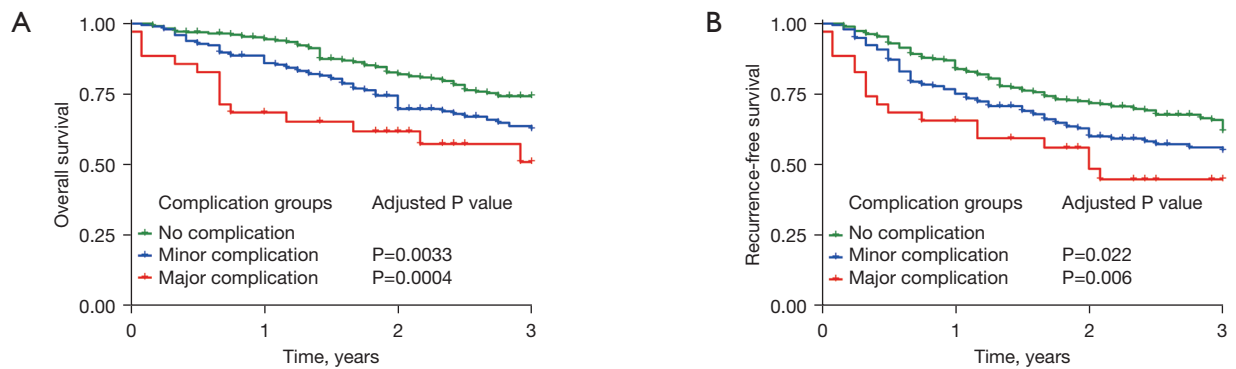 A
1.00
0.75
0.50
0.25
0.00
Overall survival
Complication groups Adjusted P value
No complication
Minor complication P=0.0033
Major complication P=0.0004
0 1 2 3
Time, years
B
1.00
0.75
0.50
0.25
0.00
Recurrence-free survival
Complication groups Adjusted P value
No complication
Minor complication P=0.022
Major complication P=0.006
0 1 2 3
Time, years